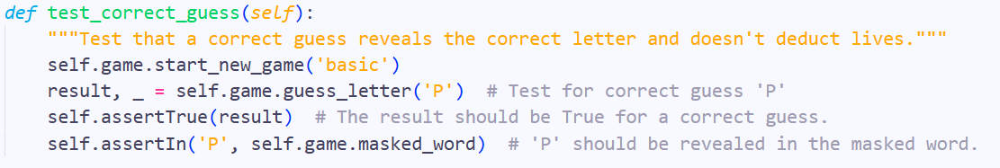 def test_correct_guess(self):
    """Test that a correct guess reveals the correct letter and doesn't deduct lives."""
    self.game.start_new_game('basic')
    result, _ = self.game.guess_letter('P')  # Test for correct guess 'P'
    self.assertTrue(result)  # The result should be True for a correct guess.
    self.assertIn('P', self.game.masked_word)  # 'P' should be revealed in the masked word.